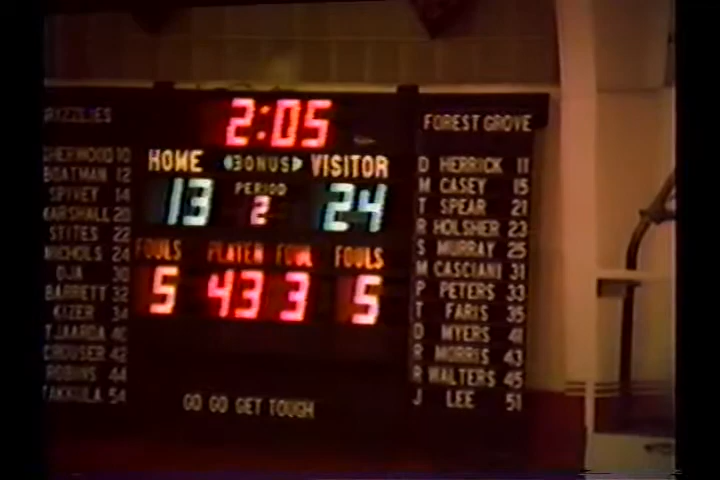 2:05
HOME BONUS VISITOR
13 PERIOD 24
2
FOULS PLAYER FOUL FOULS
5 43 3 5
GO GO GET TOUGH
SHERWOOD 10
BOATMAN 12
SPIVEY 14
MARSHALL 20
STITES 22
NICHOLS 24
OJA 30
BARRETT 32
KIZER 34
TJAARDA 40
CROUSER 42
ROBINS 44
54
FOREST GROVE
D HERRICK 11
M CASEY 15
T SPEAR 21
R HOLSHER 23
S MURRAY 25
M CASCIANI 31
P PETERS 33
T FARIS 35
D MYERS 41
R MORRIS 43
R WALTERS 45
J LEE 51